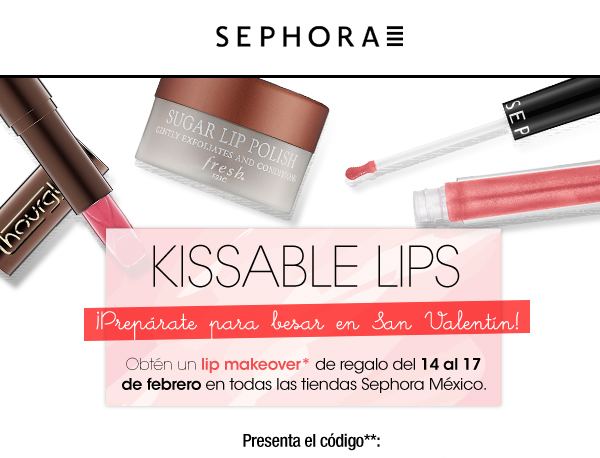 SEPHORA
SUGAR LIP POLISH
GENTLY EXFOLIATES AND CONDITIONS
fresh
SEP
hourgl
KISSABLE LIPS
¡Prepárate para besar en San Valentín!
Obtén un lip makeover* de regalo del 14 al 17
de febrero en todas las tiendas Sephora México.
Presenta el código**: